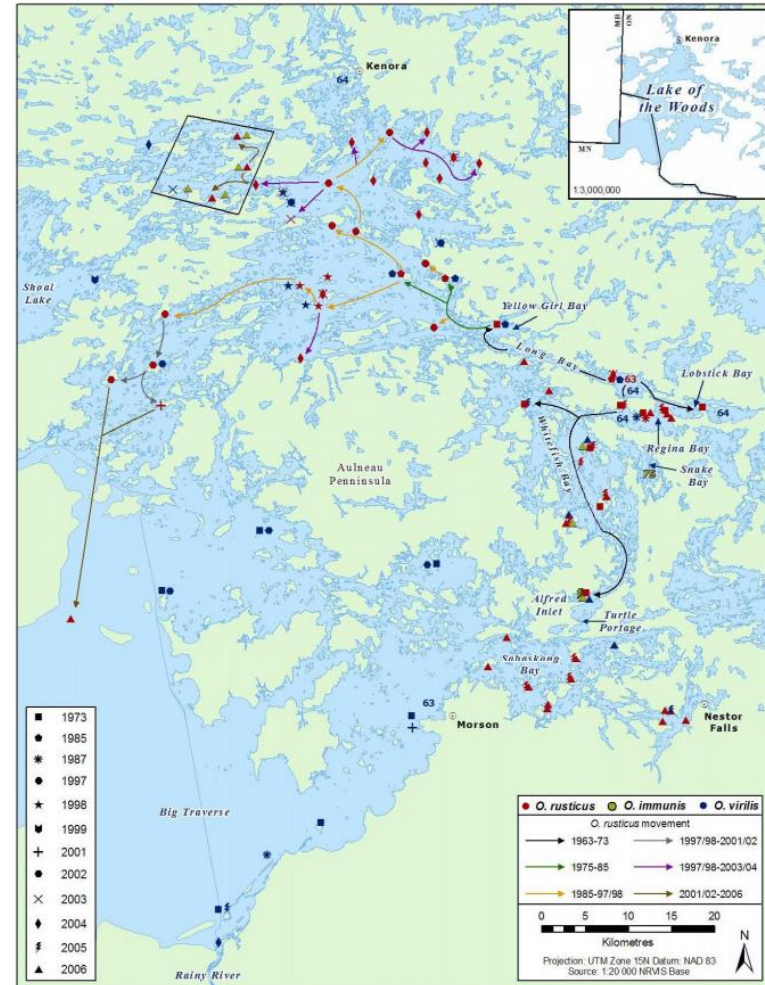 Kenora
64
MB
ON
Kenora
Lake of
the Woods
MN
1:3,000,000
Shoal
Lake
Yellow Girl Bay
Long Bay
63
64
Lobstick Bay
64
64
Regina Bay
Whitefish Bay
Snake
Bay
Aulneau
Penninsula
Alfred
Inlet
Turtle
Portage
Sabaskong
Bay
63
Morson
Nestor
Falls
Big Traverse
Rainy River
1973
1985
1987
1997
1998
1999
2001
2002
2003
2004
2005
2006
O. rusticus O. immunis O. virilis
O. rusticus movement
1963-73 1997/98-2001/02
1975-85 1997/98-2003/04
1985-97/98 2001/02-2006
0 5 10 15 20
Kilometres
N
Projection: UTM Zone 15N Datum: NAD 83
Source: 1:20 000 NRVIS Base